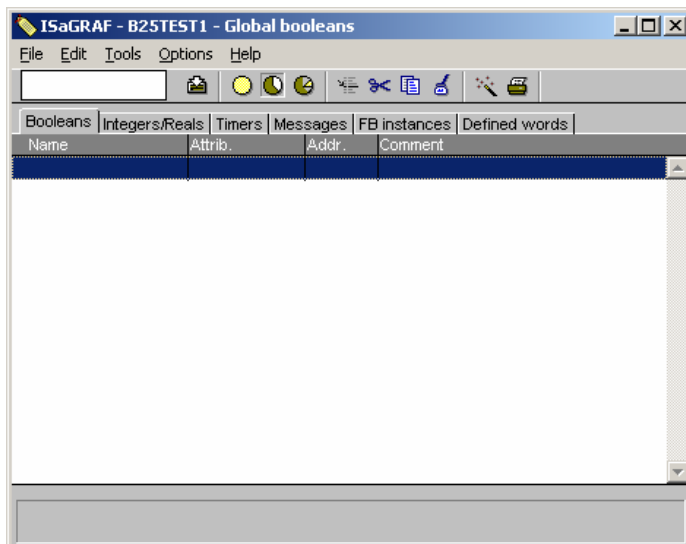 ISaGRAF - B25TEST1 - Global booleans
File Edit Tools Options Help
Booleans Integers/Reals Timers Messages FB instances Defined words
Name Attrib. Addr. Comment